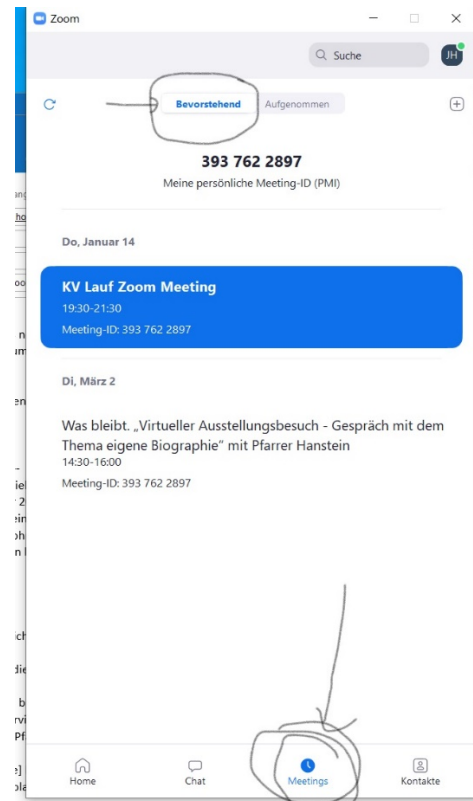 Zoom
Suche
JH
Bevorstehend Aufgenommen
393 762 2897
Meine persönliche Meeting-ID (PMI)
Do, Januar 14
KV Lauf Zoom Meeting
19:30-21:30
Meeting-ID: 393 762 2897
Di, März 2
Was bleibt. „Virtueller Ausstellungsbesuch - Gespräch mit dem
Thema eigene Biographie“ mit Pfarrer Hanstein
14:30-16:00
Meeting-ID: 393 762 2897
Home Chat Meetings Kontakte